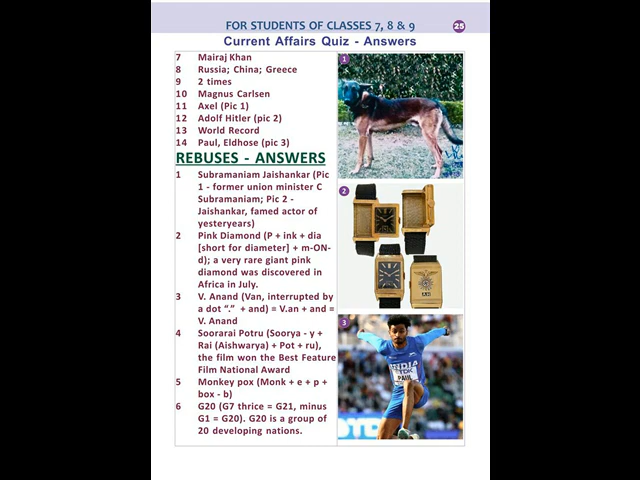 FOR STUDENTS OF CLASSES 7, 8 & 9
25
Current Affairs Quiz - Answers
7 Mairaj Khan
8 Russia; China; Greece
9 2 times
10 Magnus Carlsen
11 Axel (Pic 1)
12 Adolf Hitler (pic 2)
13 World Record
14 Paul, Eldhose (pic 3)
REBUSES - ANSWERS
1 Subramaniam Jaishankar (Pic
1 - former union minister C
Subramaniam; Pic 2 -
Jaishankar, famed actor of
yesteryears)
2 Pink Diamond (P + ink + dia
[short for diameter] + m-ON-
d); a very rare giant pink
diamond was discovered in
Africa in July.
3 V. Anand (Van, interrupted by
a dot “.” + and) = V.an + and =
V. Anand
4 Soorarai Potru (Soorya - y +
Rai (Aishwarya) + Pot + ru),
the film won the Best Feature
Film National Award
5 Monkey pox (Monk + e + p +
box - b)
6 G20 (G7 thrice = G21, minus
G1 = G20). G20 is a group of
20 developing nations.
1
2
3
INDIA
PAUL